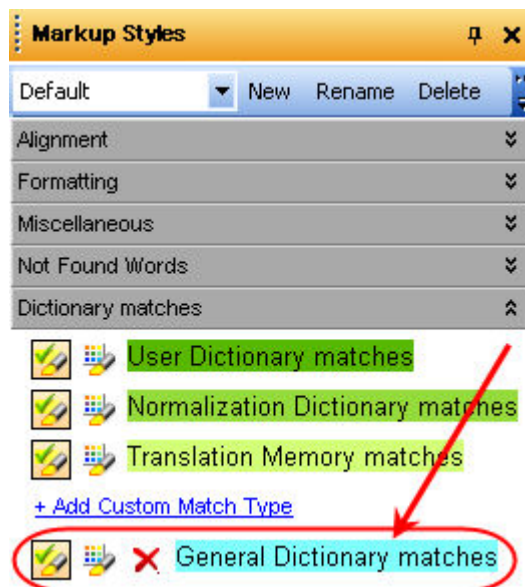 Markup Styles
Default New Rename Delete
Alignment
Formatting
Miscellaneous
Not Found Words
Dictionary matches
User Dictionary matches
Normalization Dictionary matches
Translation Memory matches
+ Add Custom Match Type
General Dictionary matches